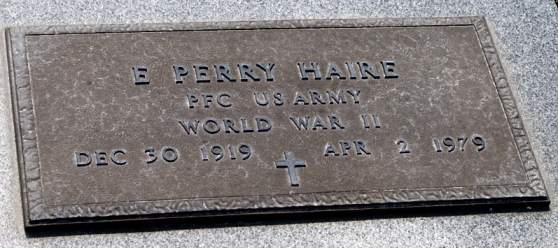 E PERRY HAIRE
PFC US ARMY
WORLD WAR II
DEC 30 1919 APR 2 1979